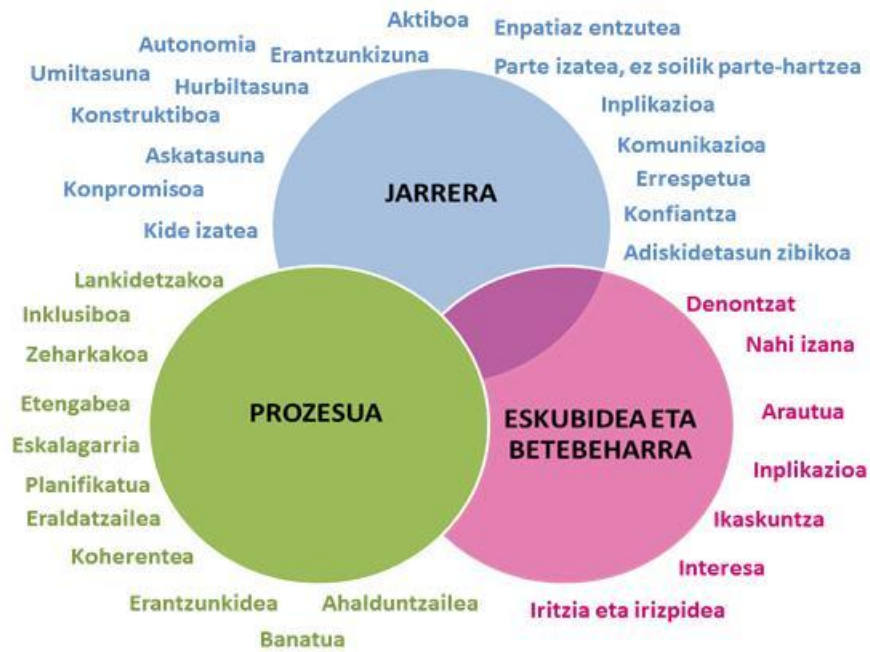 Aktiboa
Enpatiaz entzutea
Autonomia
Erantzunkizuna
Umiltasuna
Hurbiltasuna
Parte izatea, ez soilik parte-hartzea
Konstruktiboa
Inplikazioa
Askatasuna
Komunikazioa
Konpromisoa
JARRERA
Errespetua
Kide izatea
Konfiantza
Adiskidetasun zibikoa
Lankidetzakoa
Inklusiboa
Zeharkakoa
Etengabea
Eskalagarria
Planifikatua
Eraldatzailea
Koherentea
Erantzunkidea
Ahalduntzailea
Banatua
PROZESUA
ESKUBIDEA ETA
BETEBEHARRA
Denontzat
Nahi izana
Arautua
Inplikazioa
Ikaskuntza
Interesa
Iritzia eta irizpidea